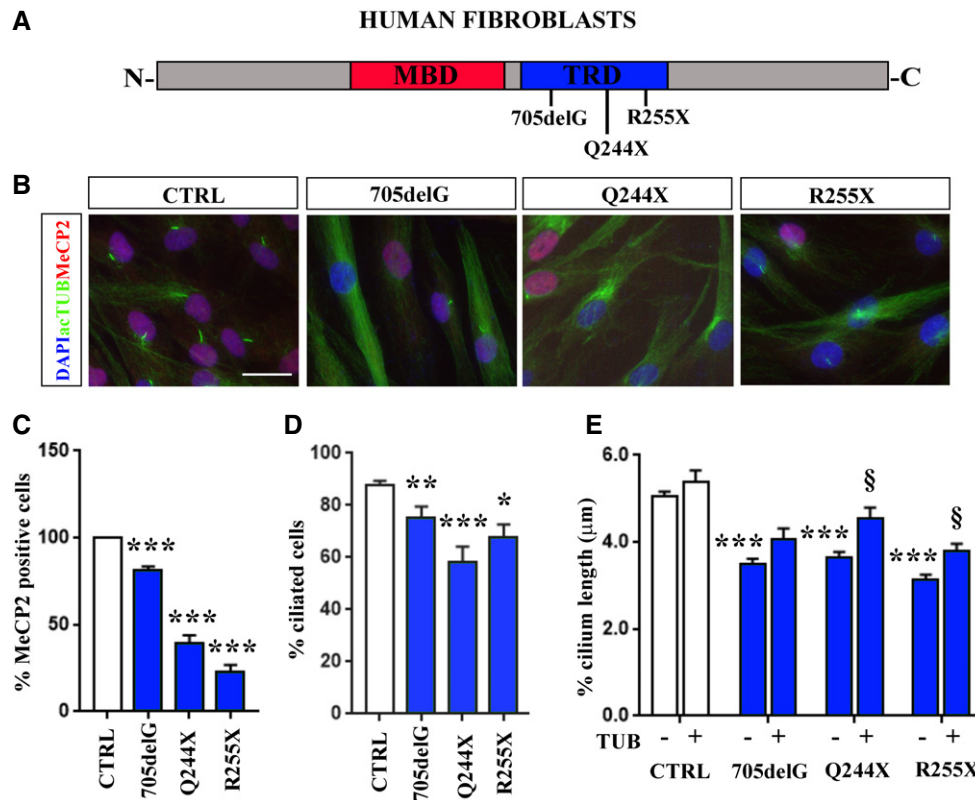 A
HUMAN FIBROBLASTS
N- MBD TRD -C
705delG R255X
Q244X
B
CTRL 705delG Q244X R255X
DAPIacTUBMeCP2
C
% MeCP2 positive cells
150
100
50
0
***
***
***
CTRL
705delG
Q244X
R255X
D
% ciliated cells
100
80
60
40
20
0
**
***
*
CTRL
705delG
Q244X
R255X
E
% cilium length (μm)
6.0
4.0
2.0
0.0
***
***
§
***
§
TUB - + - + - + - +
CTRL 705delG Q244X R255X